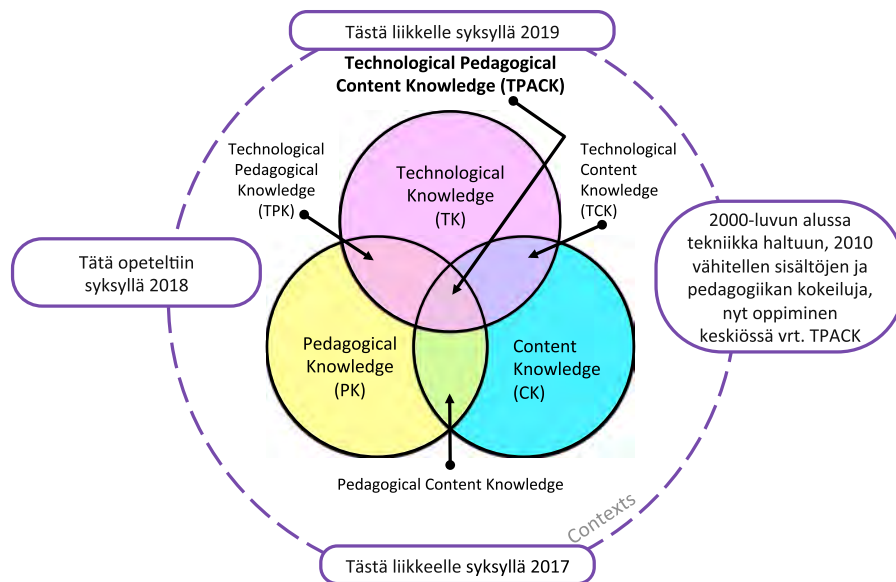 Tästä liikkelle syksyllä 2019
Technological Pedagogical
Content Knowledge (TPACK)
Technological
Pedagogical
Knowledge
(TPK)
Technological
Knowledge
(TK)
Technological
Content
Knowledge
(TCK)
Tätä opeteltiin
syksyllä 2018
2000-luvun alussa
tekniikka haltuun, 2010
vähitellen sisältöjen ja
pedagogiikan kokeiluja,
nyt oppiminen
keskiössä vrt. TPACK
Pedagogical
Knowledge
(PK)
Content
Knowledge
(CK)
Pedagogical Content Knowledge
Contexts
Tästä liikkeelle syksyllä 2017